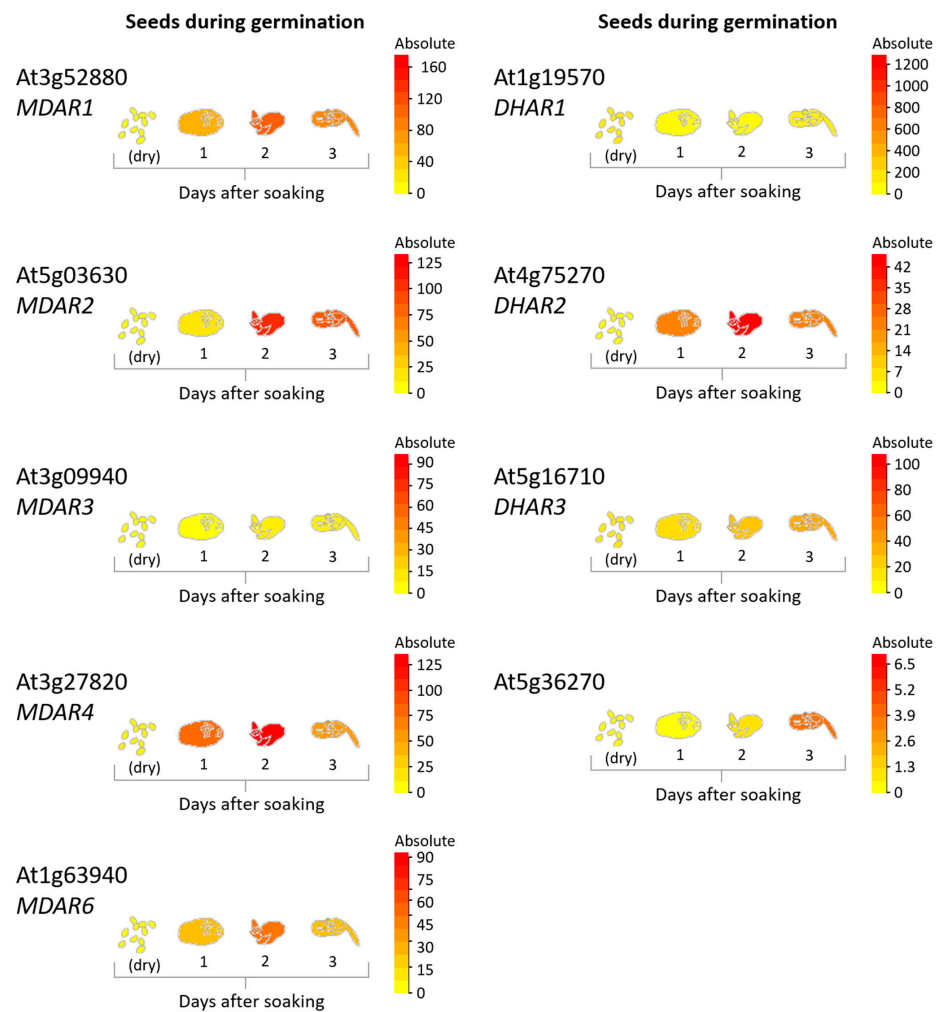 Seeds during germination
At3g52880
MDAR1
Absolute
160
120
80
40
0
(dry) 1 2 3
Days after soaking
At5g03630
MDAR2
Absolute
125
100
75
50
25
0
(dry) 1 2 3
Days after soaking
At3g09940
MDAR3
Absolute
90
75
60
45
30
15
0
(dry) 1 2 3
Days after soaking
At3g27820
MDAR4
Absolute
125
100
75
50
25
0
(dry) 1 2 3
Days after soaking
At1g63940
MDAR6
Absolute
90
75
60
45
30
15
0
(dry) 1 2 3
Days after soaking
Seeds during germination
At1g19570
DHAR1
Absolute
1200
1000
800
600
400
200
0
(dry) 1 2 3
Days after soaking
At4g75270
DHAR2
Absolute
42
35
28
21
14
7
0
(dry) 1 2 3
Days after soaking
At5g16710
DHAR3
Absolute
100
80
60
40
20
0
(dry) 1 2 3
Days after soaking
At5g36270
Absolute
6.5
5.2
3.9
2.6
1.3
0
(dry) 1 2 3
Days after soaking